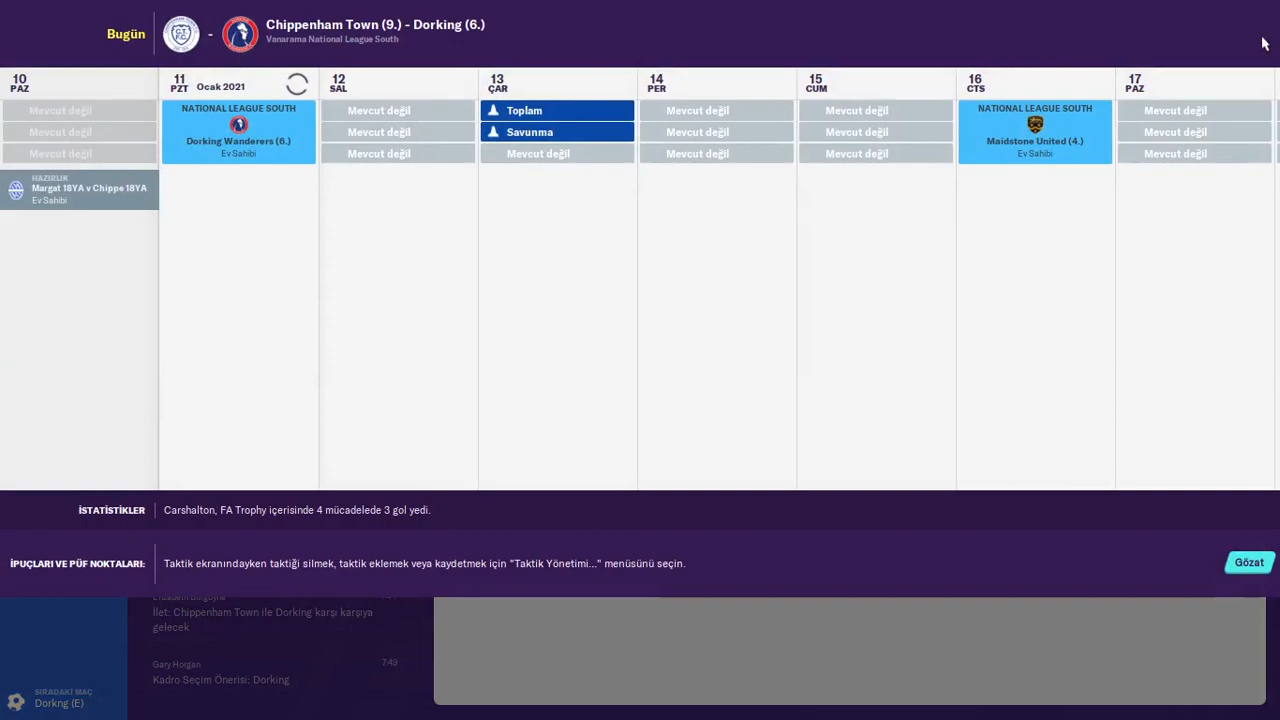 Bugün
Chippenham Town (9.) - Dorking (6.)
Vanarama National League South
10
PAZ
11
PZT Ocak 2021
12
SAL
13
ÇAR
14
PER
15
CUM
16
CTS
17
PAZ
Mevcut değil
Mevcut değil
Mevcut değil
HAZIRLIK
Margat 18YA v Chippe 18YA
Ev Sahibi
NATIONAL LEAGUE SOUTH
Dorking Wanderers (6.)
Ev Sahibi
Mevcut değil
Mevcut değil
Mevcut değil
Toplam
Savunma
Mevcut değil
Mevcut değil
Mevcut değil
Mevcut değil
Mevcut değil
Mevcut değil
Mevcut değil
NATIONAL LEAGUE SOUTH
Maidstone United (4.)
Ev Sahibi
Mevcut değil
Mevcut değil
Mevcut değil
İSTATİSTİKLER
Carshalton, FA Trophy içerisinde 4 mücadelede 3 gol yedi.
İPUÇLARI VE PÜF NOKTALARI:
Taktik ekranındayken taktiği silmek, taktik eklemek veya kaydetmek için "Taktik Yönetimi..." menüsünü seçin.
Gözat
İlet: Chippenham Town ile Dorking karşı karşıya
gelecek
Gary Horgan
7:49
Kadro Seçim Önerisi: Dorking
SIRADAKİ MAÇ
Dorkng (E)